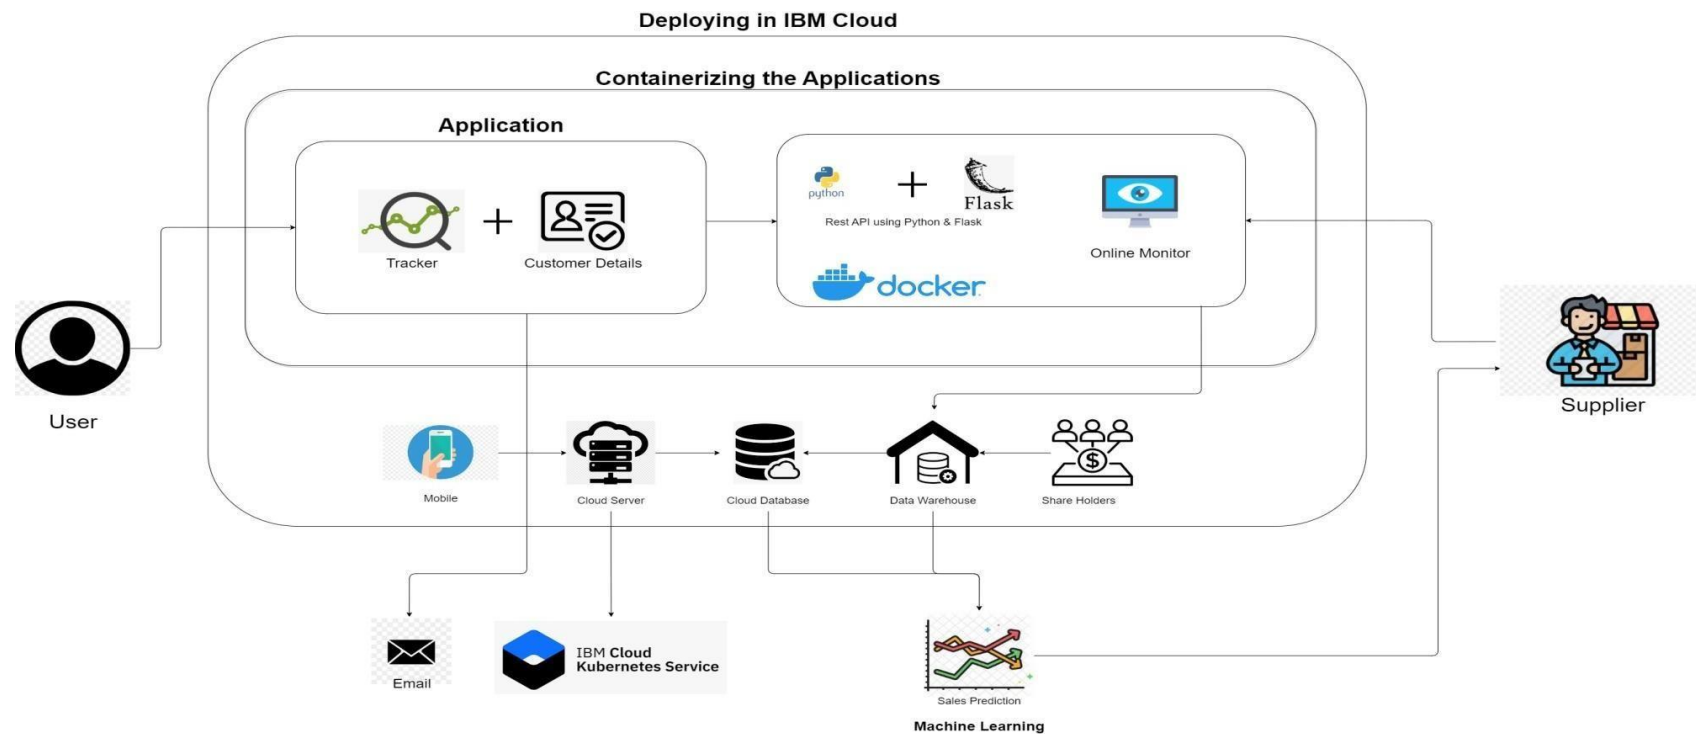 Deploying in IBM Cloud
Containerizing the Applications
Application
python
Flask
Rest API using Python & Flask
Tracker
Customer Details
Online Monitor
docker
User
Supplier
Mobile
Cloud Server
Cloud Database
Data Warehouse
Share Holders
$
Email
IBM Cloud
Kubernetes Service
Sales Prediction
Machine Learning